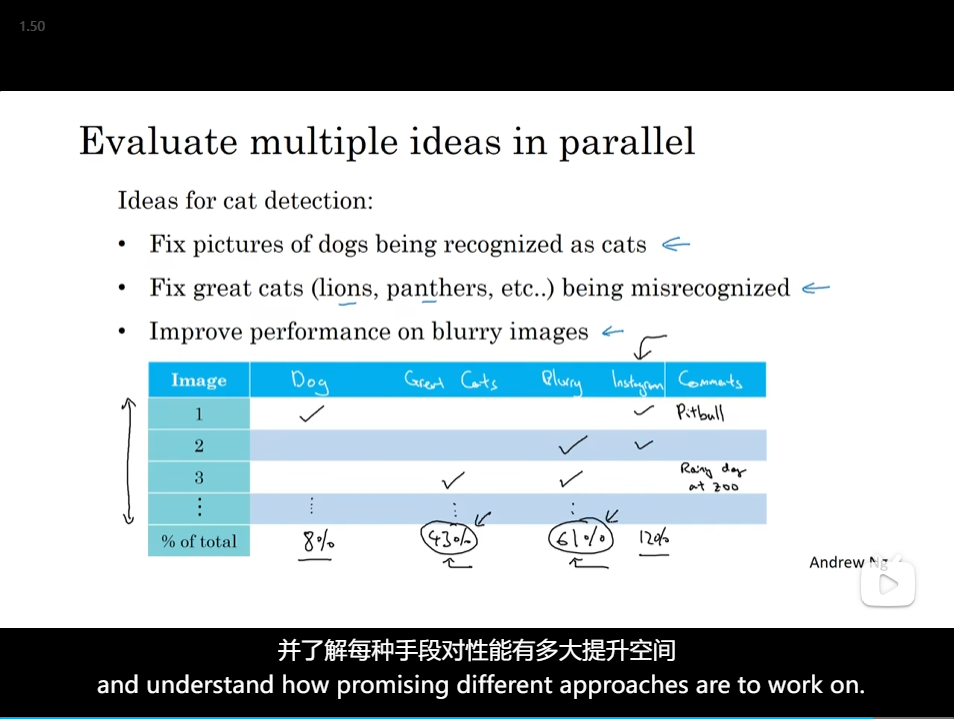 1.50
Evaluate multiple ideas in parallel
Ideas for cat detection:
• Fix pictures of dogs being recognized as cats
• Fix great cats (lions, panthers, etc..) being misrecognized
• Improve performance on blurry images
Image Dog Great Cats Blurry Instagram Comments
1 ✓ ✓ Pitbull
2 ✓ ✓
3 ✓ ✓ Rainy day
at zoo
⋮ ⋮ ⋮ ⋮
% of total 8% 43% 61% 12%
Andrew Ng
并了解每种手段对性能有多大提升空间
and understand how promising different approaches are to work on.